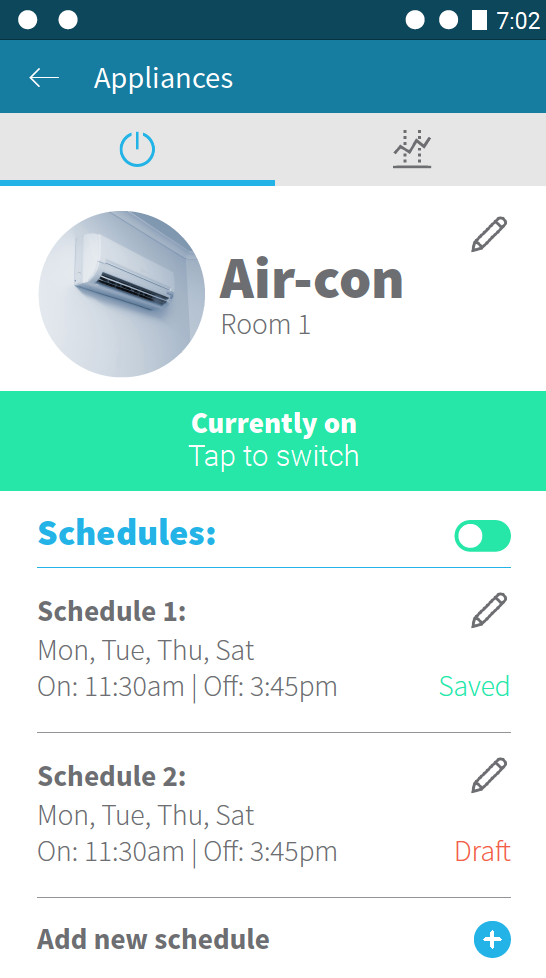 7:02
Appliances
Air-con
Room 1
Currently on
Tap to switch
Schedules:
Schedule 1:
Mon, Tue, Thu, Sat
On: 11:30am | Off: 3:45pm
Saved
Schedule 2:
Mon, Tue, Thu, Sat
On: 11:30am | Off: 3:45pm
Draft
Add new schedule